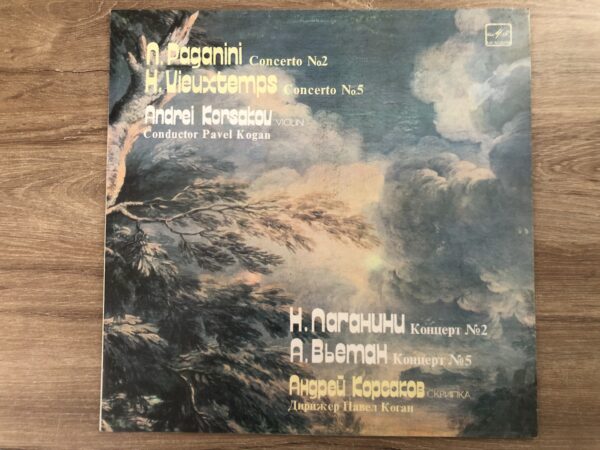 N. Paganini Concerto №2
H. Vieuxtemps Concerto №5
Andrei Korsakov VIOLIN
Conductor Pavel Kogan
Н. Паганини Концерт №2
А. Вьетан Концерт №5
Андрей Корсаков СКРИПКА
Дирижер Павел Коган